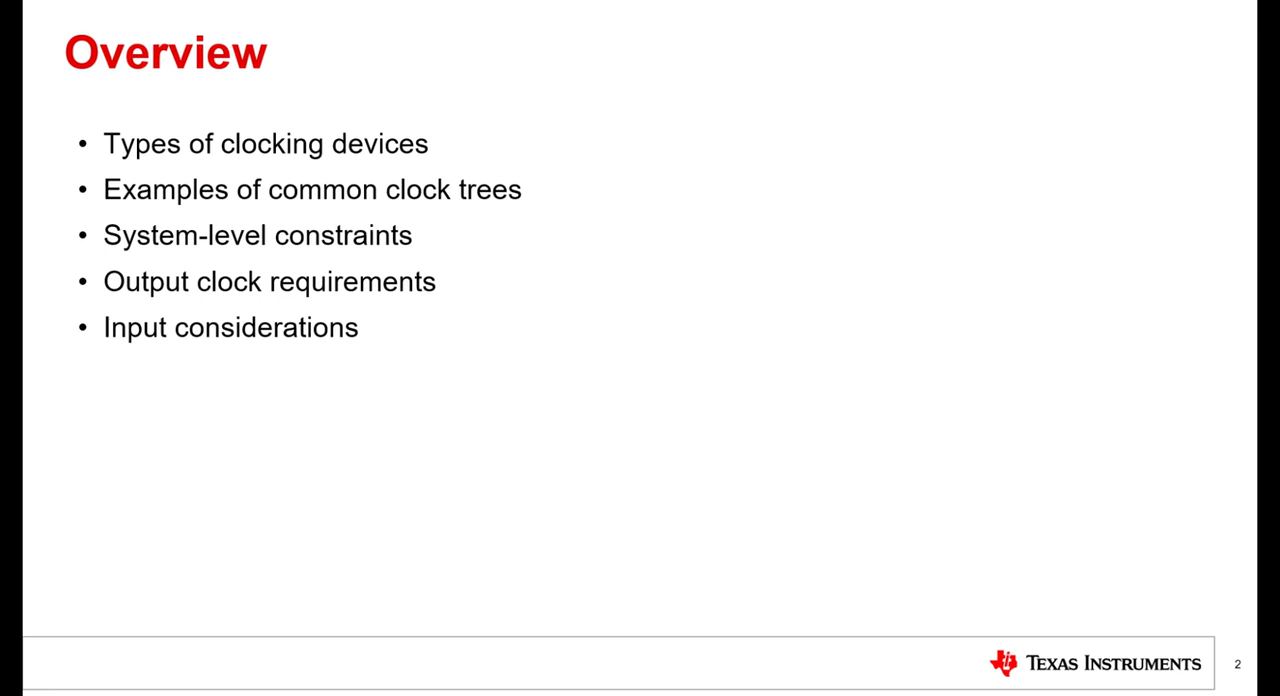 Overview
• Types of clocking devices
• Examples of common clock trees
• System-level constraints
• Output clock requirements
• Input considerations
TEXAS INSTRUMENTS
2